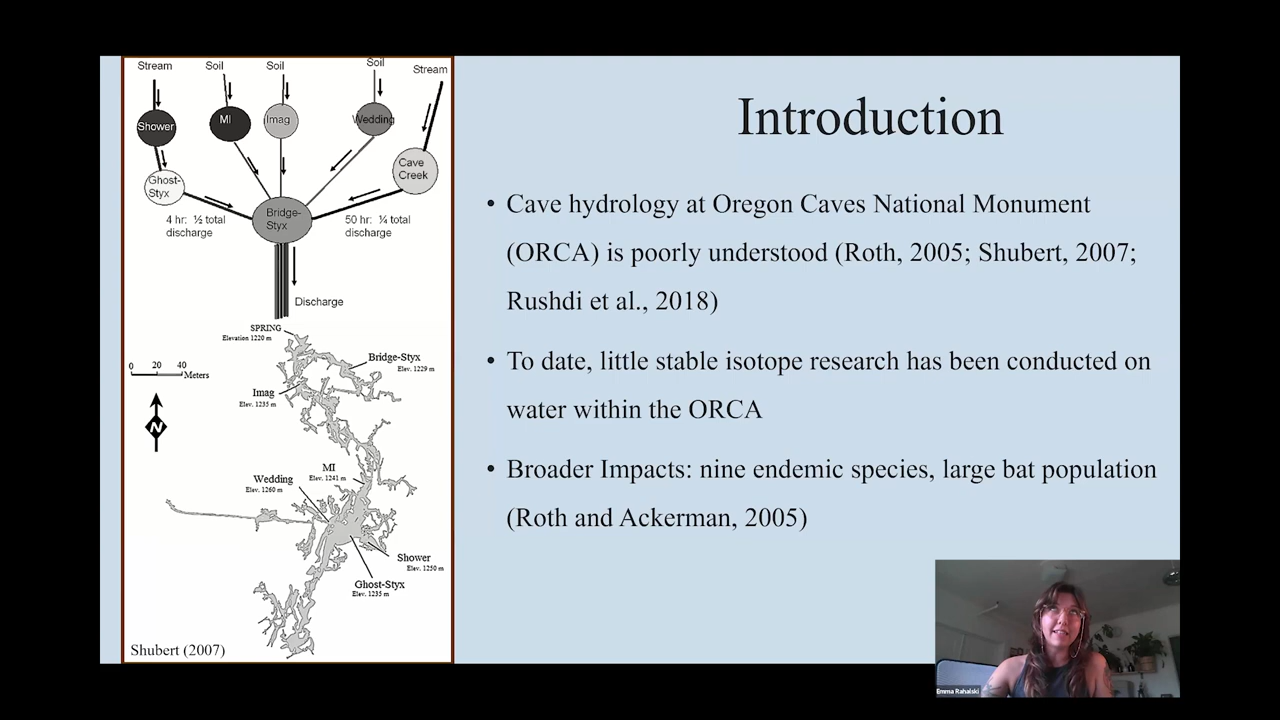 Stream
Soil
Soil
Soil
Stream
Shower
MI
Imag
Wedding
Cave
Creek
Ghost-
Styx
Bridge-
Styx
4 hr: ½ total
discharge
50 hr: ¼ total
discharge
Discharge
SPRING
Elevation 1220 m
Bridge-Styx
Elev. 1229 m
0 20 40
Meters
Imag
Elev. 1235 m
N
MI
Elev. 1241 m
Wedding
Elev. 1260 m
Shower
Elev. 1250 m
Ghost-Styx
Elev. 1235 m
Shubert (2007)
Introduction
• Cave hydrology at Oregon Caves National Monument
(ORCA) is poorly understood (Roth, 2005; Shubert, 2007;
Rushdi et al., 2018)
• To date, little stable isotope research has been conducted on
water within the ORCA
• Broader Impacts: nine endemic species, large bat population
(Roth and Ackerman, 2005)
Emma Rahalski